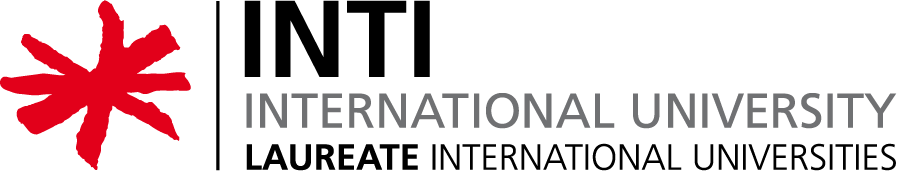 INTI
INTERNATIONAL UNIVERSITY
LAUREATE INTERNATIONAL UNIVERSITIES